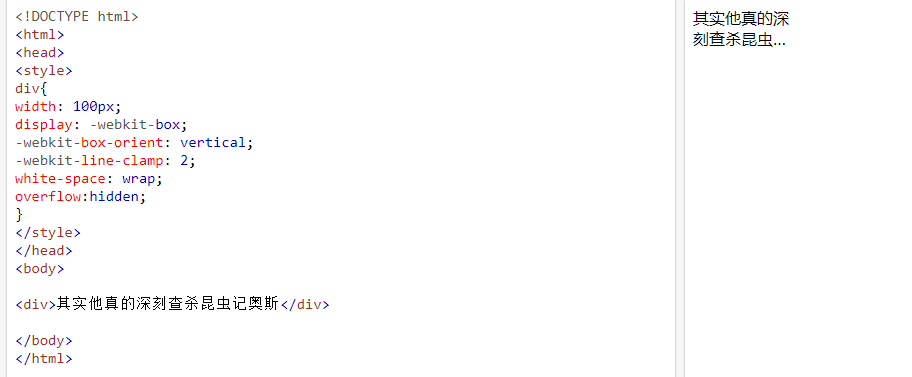 <!DOCTYPE html>
<html>
<head>
<style>
div{
width: 100px;
display: -webkit-box;
-webkit-box-orient: vertical;
-webkit-line-clamp: 2;
white-space: wrap;
overflow:hidden;
}
</style>
</head>
<body>
<div>其实他真的深刻查杀昆虫记奥斯</div>
</body>
</html>
其实他真的深
刻查杀昆虫...